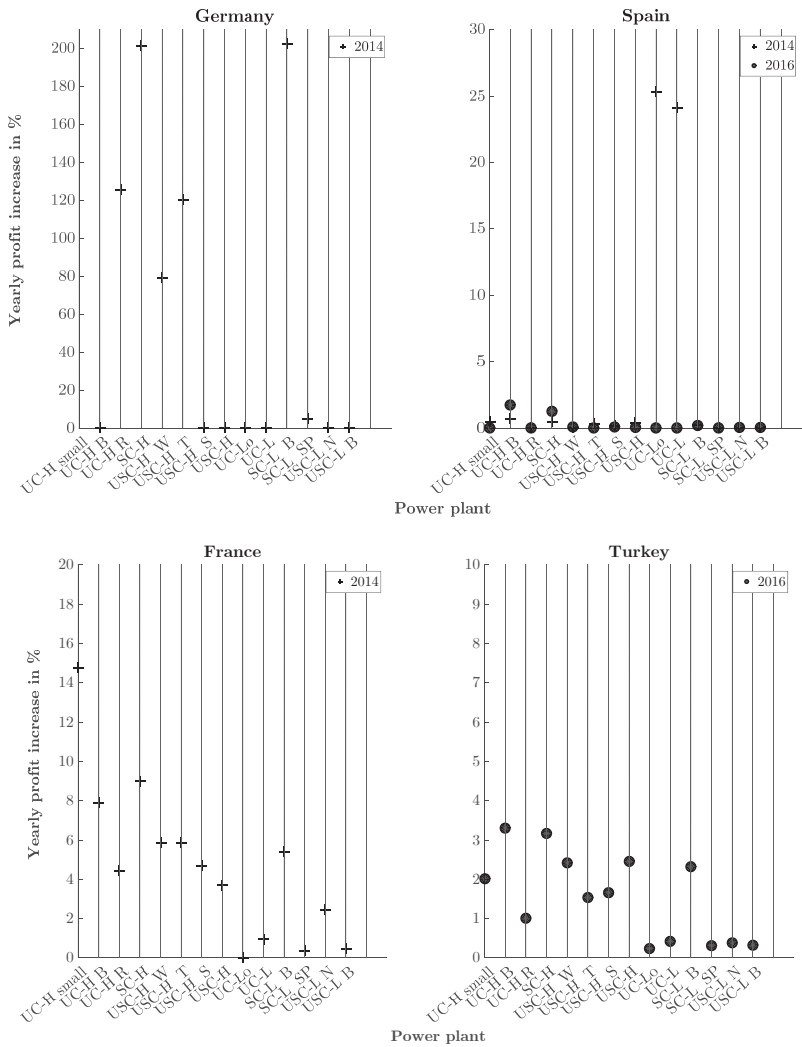 Germany
Yearly profit increase in %
200
180
160
140
120
100
80
60
40
20
0
2014
UC-H small
UC-H B
UC-H R
SC-H
USC-H W
USC-H T
USC-H S
USC-H
UC-Lo
UC-L
SC-L B
SC-L SP
USC-L N
USC-L B
Spain
30
25
20
15
10
5
0
2014
2016
UC-H small
UC-H B
UC-H R
SC-H
USC-H W
USC-H T
USC-H S
USC-H
UC-Lo
UC-L
SC-L B
SC-L SP
USC-L N
USC-L B
Power plant
France
Yearly profit increase in %
20
18
16
14
12
10
8
6
4
2
0
2014
UC-H small
UC-H B
UC-H R
SC-H
USC-H W
USC-H T
USC-H S
USC-H
UC-Lo
UC-L
SC-L B
SC-L SP
USC-L N
USC-L B
Turkey
10
9
8
7
6
5
4
3
2
1
0
2016
UC-H small
UC-H B
UC-H R
SC-H
USC-H W
USC-H T
USC-H S
USC-H
UC-Lo
UC-L
SC-L B
SC-L SP
USC-L N
USC-L B
Power plant